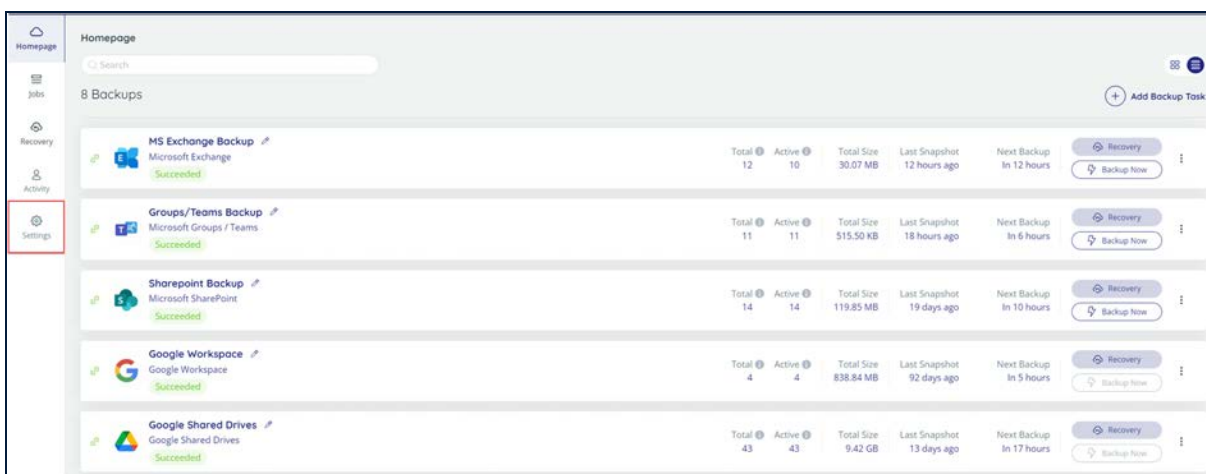 Homepage
Jobs
Recovery
Activity
Settings
Homepage
Search
8 Backups
Add Backup Task
MS Exchange Backup
Microsoft Exchange
Succeeded
Total Active Total Size Last Snapshot Next Backup
12 10 30.07 MB 12 hours ago In 12 hours
Recovery
Backup Now
Groups/Teams Backup
Microsoft Groups / Teams
Succeeded
Total Active Total Size Last Snapshot Next Backup
11 11 515.50 KB 18 hours ago In 6 hours
Recovery
Backup Now
Sharepoint Backup
Microsoft SharePoint
Succeeded
Total Active Total Size Last Snapshot Next Backup
14 14 119.85 MB 19 days ago In 10 hours
Recovery
Backup Now
Google Workspace
Google Workspace
Succeeded
Total Active Total Size Last Snapshot Next Backup
4 4 838.84 MB 92 days ago In 5 hours
Recovery
Backup Now
Google Shared Drives
Google Shared Drives
Succeeded
Total Active Total Size Last Snapshot Next Backup
43 43 9.42 GB 13 days ago In 17 hours
Recovery
Backup Now